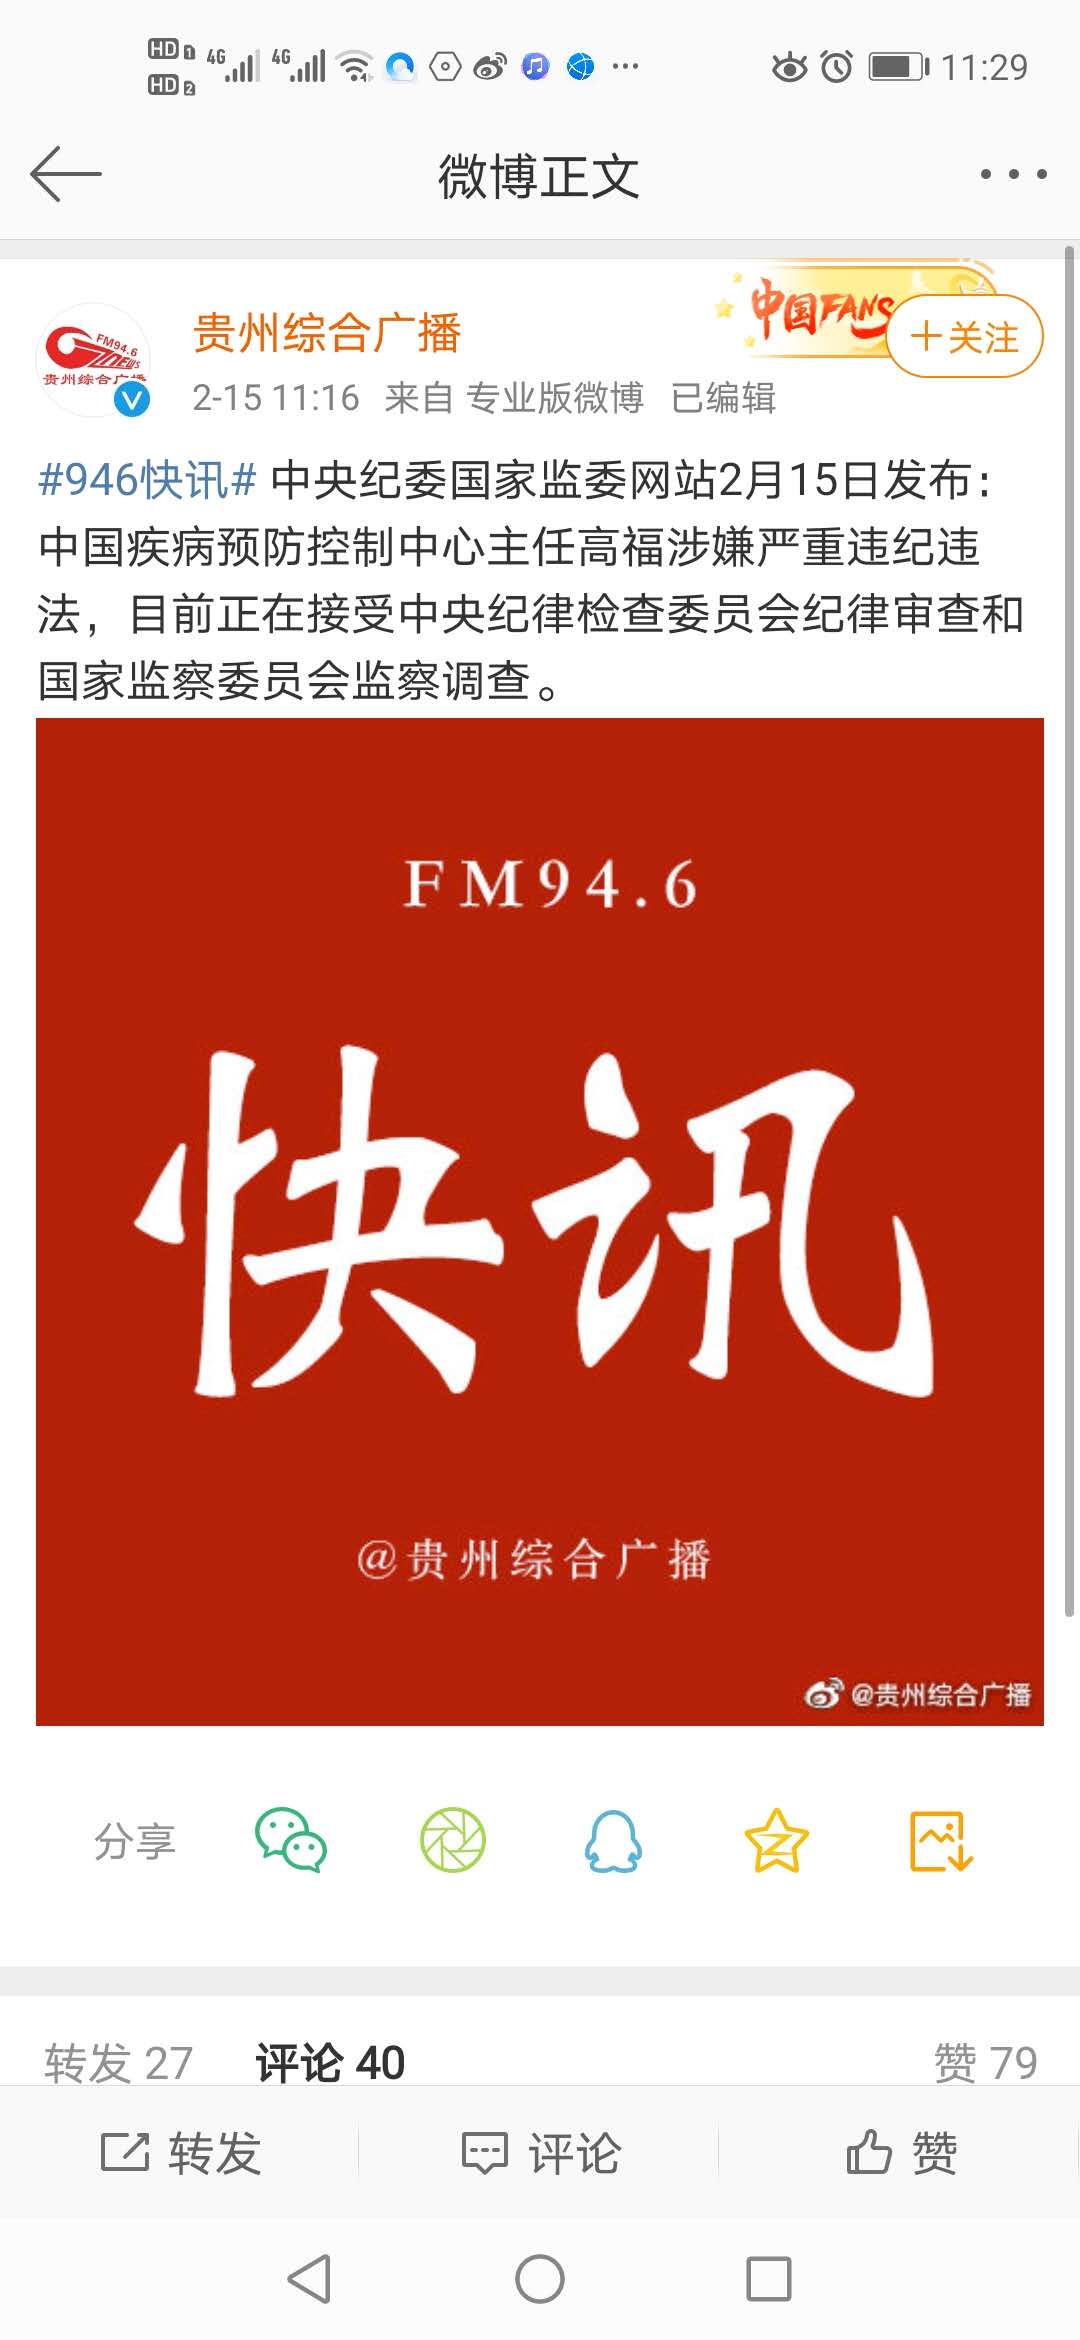 HD 1 4G 4G 11:29
HD 2
微博正文
中国FANS
贵州综合广播
+关注
FM94.6
NEWS
贵州综合广播
2-15 11:16 来自 专业版微博 已编辑
#946快讯# 中央纪委国家监委网站2月15日发布：
中国疾病预防控制中心主任高福涉嫌严重违纪违
法，目前正在接受中央纪律检查委员会纪律审查和
国家监察委员会监察调查。
FM94.6
快讯
@贵州综合广播
@贵州综合广播
分享
转发 27 评论 40 赞 79
转发 评论 赞